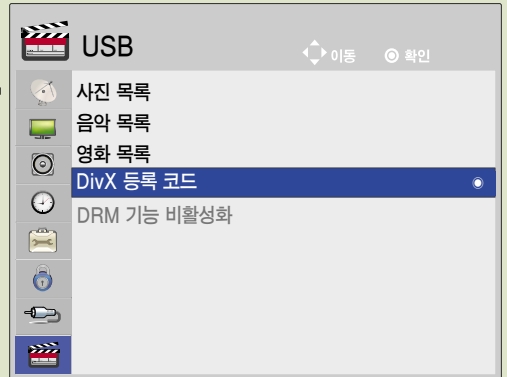 USB
이동 확인
사진 목록
음악 목록
영화 목록
DivX 등록 코드
DRM 기능 비활성화